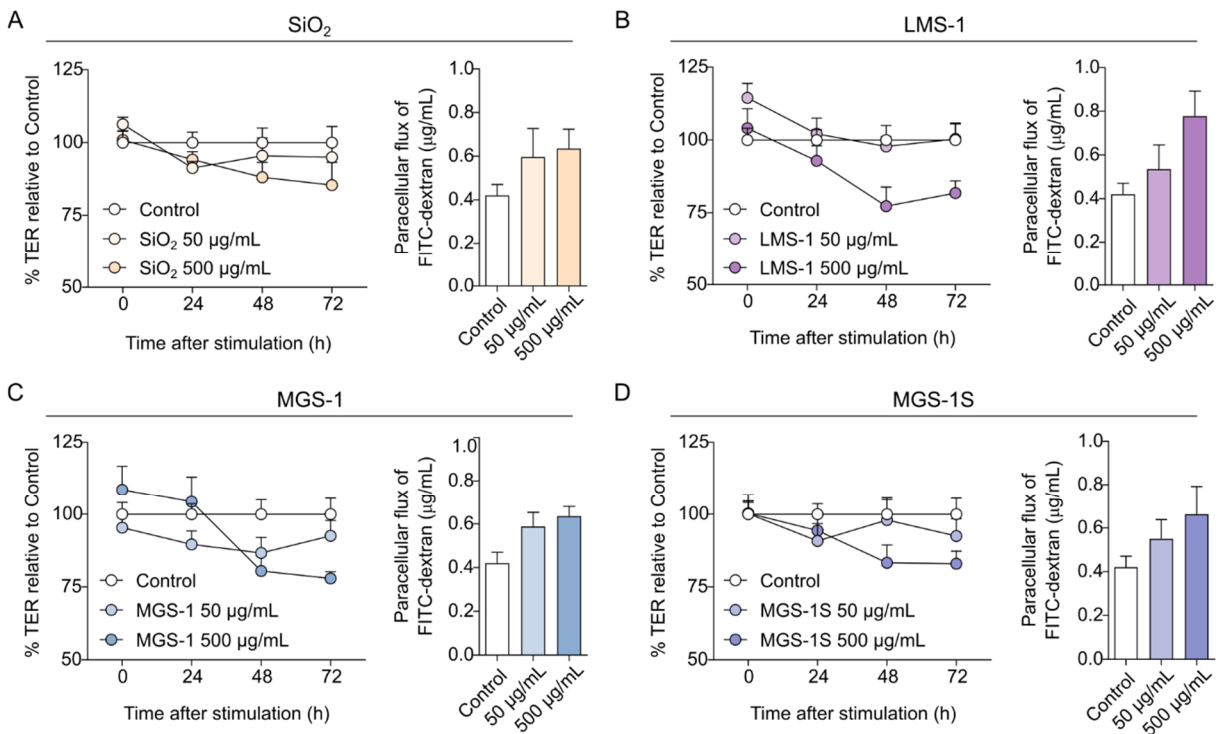 A
SiO₂
% TER relative to Control
125
100
75
50
Control
SiO₂ 50 µg/mL
SiO₂ 500 µg/mL
0 24 48 72
Time after stimulation (h)
Paracellular flux of
FITC-dextran (µg/mL)
1.0
0.8
0.6
0.4
0.2
0.0
Control
50 µg/mL
500 µg/mL
B
LMS-1
% TER relative to Control
125
100
75
50
Control
LMS-1 50 µg/mL
LMS-1 500 µg/mL
0 24 48 72
Time after stimulation (h)
Paracellular flux of
FITC-dextran (µg/mL)
1.0
0.8
0.6
0.4
0.2
0.0
Control
50 µg/mL
500 µg/mL
C
MGS-1
% TER relative to Control
125
100
75
50
Control
MGS-1 50 µg/mL
MGS-1 500 µg/mL
0 24 48 72
Time after stimulation (h)
Paracellular flux of
FITC-dextran (µg/mL)
1.0
0.8
0.6
0.4
0.2
0.0
Control
50 µg/mL
500 µg/mL
D
MGS-1S
% TER relative to Control
125
100
75
50
Control
MGS-1S 50 µg/mL
MGS-1S 500 µg/mL
0 24 48 72
Time after stimulation (h)
Paracellular flux of
FITC-dextran (µg/mL)
1.0
0.8
0.6
0.4
0.2
0.0
Control
50 µg/mL
500 µg/mL